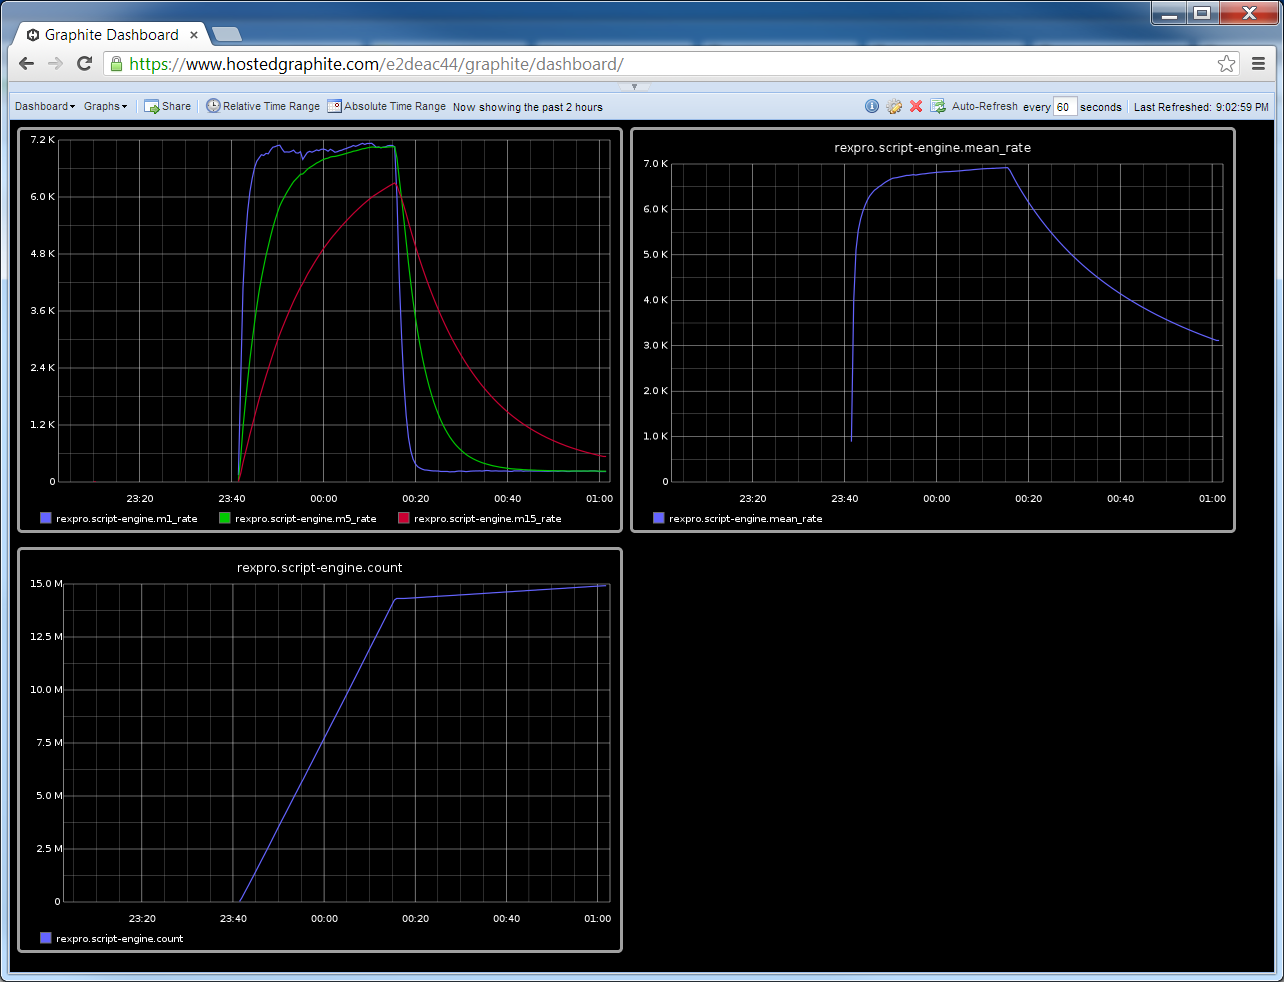 Graphite Dashboard
https://www.hostedgraphite.com/e2deac44/graphite/dashboard/
Dashboard Graphs Share Relative Time Range Absolute Time Range Now showing the past 2 hours Auto-Refresh every 60 seconds Last Refreshed: 9:02:59 PM
7.2 K
6.0 K
4.8 K
3.6 K
2.4 K
1.2 K
0
23:20 23:40 00:00 00:20 00:40 01:00
rexpro.script-engine.m1_rate rexpro.script-engine.m5_rate rexpro.script-engine.m15_rate
rexpro.script-engine.mean_rate
7.0 K
6.0 K
5.0 K
4.0 K
3.0 K
2.0 K
1.0 K
0
23:20 23:40 00:00 00:20 00:40 01:00
rexpro.script-engine.mean_rate
rexpro.script-engine.count
15.0 M
12.5 M
10.0 M
7.5 M
5.0 M
2.5 M
0
23:20 23:40 00:00 00:20 00:40 01:00
rexpro.script-engine.count